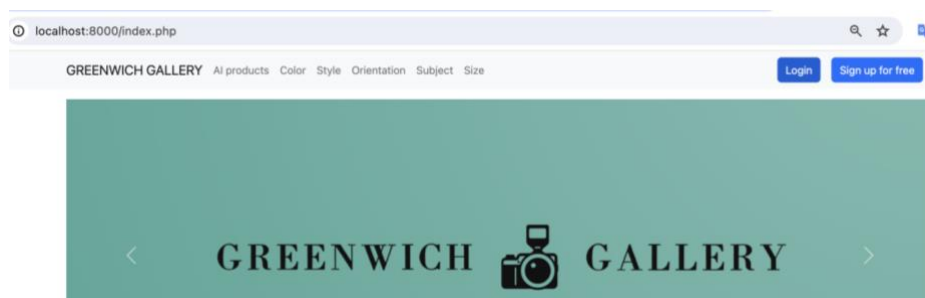 localhost:8000/index.php
GREENWICH GALLERY AI products Color Style Orientation Subject Size Login Sign up for free
GREENWICH GALLERY